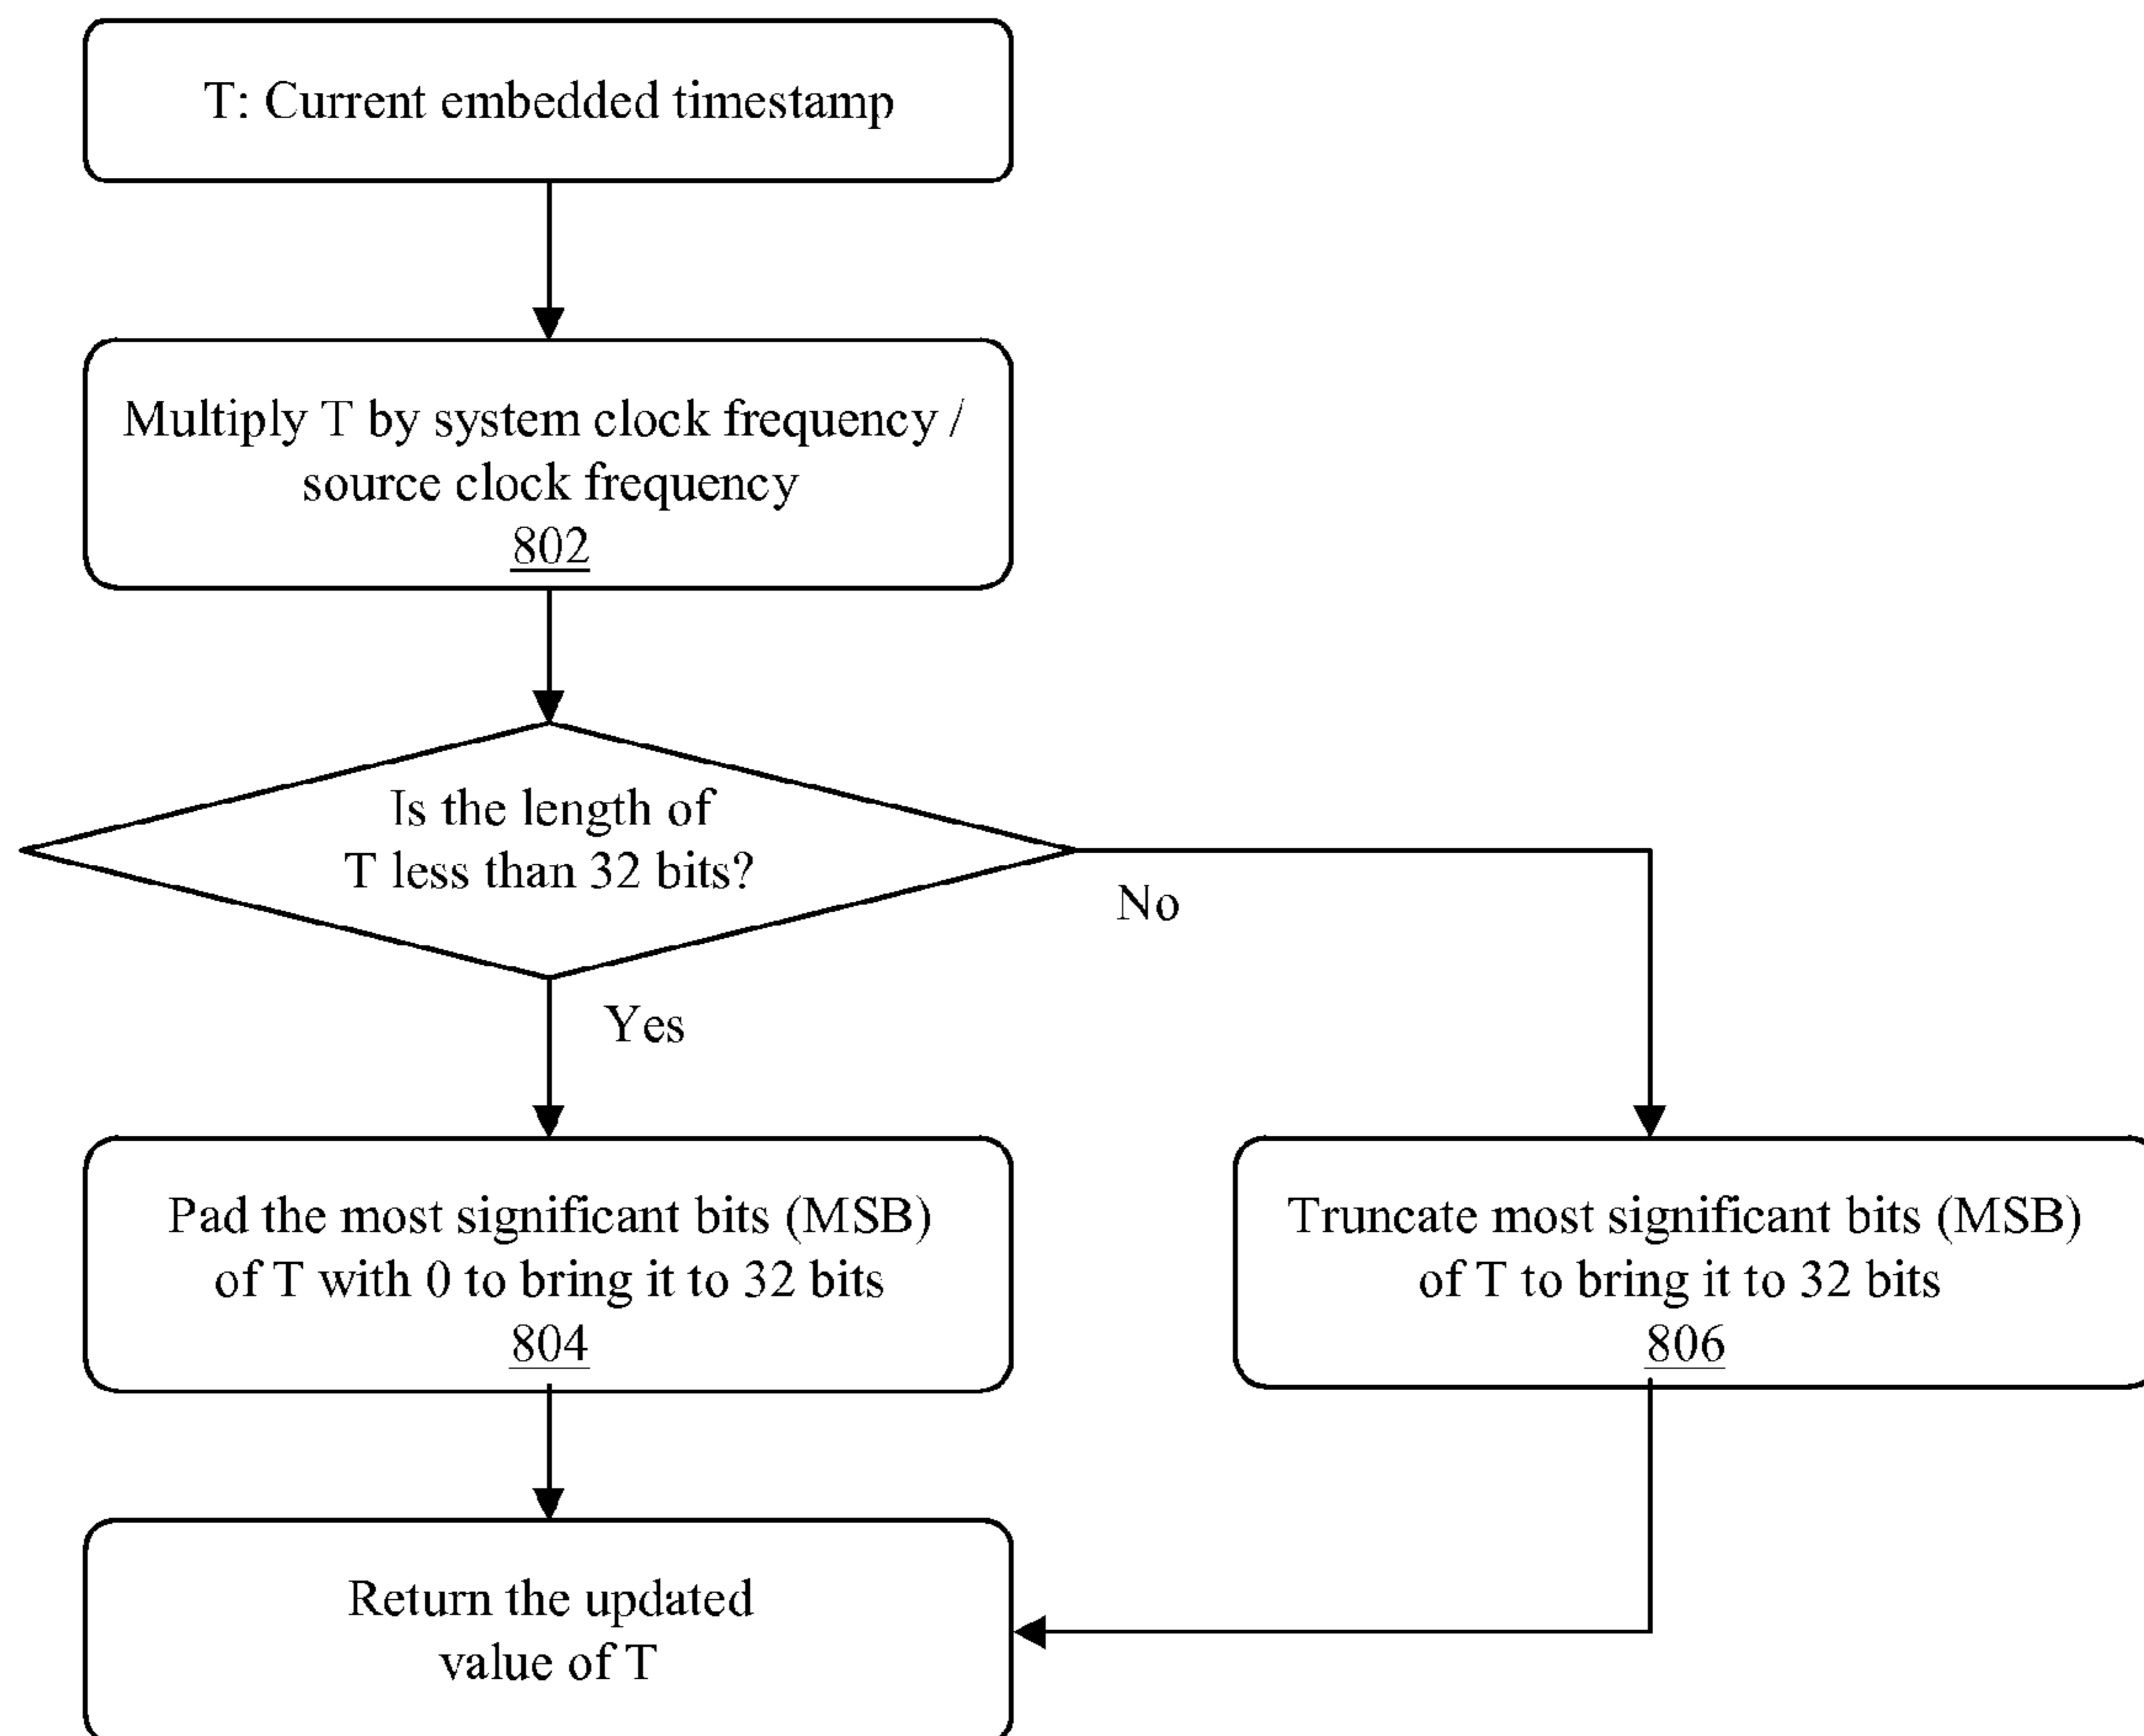 T: Current embedded timestamp
Multiply T by system clock frequency /
source clock frequency
802
Is the length of
T less than 32 bits?
No
Yes
Pad the most significant bits (MSB)
of T with 0 to bring it to 32 bits
804
Truncate most significant bits (MSB)
of T to bring it to 32 bits
806
Return the updated
value of T